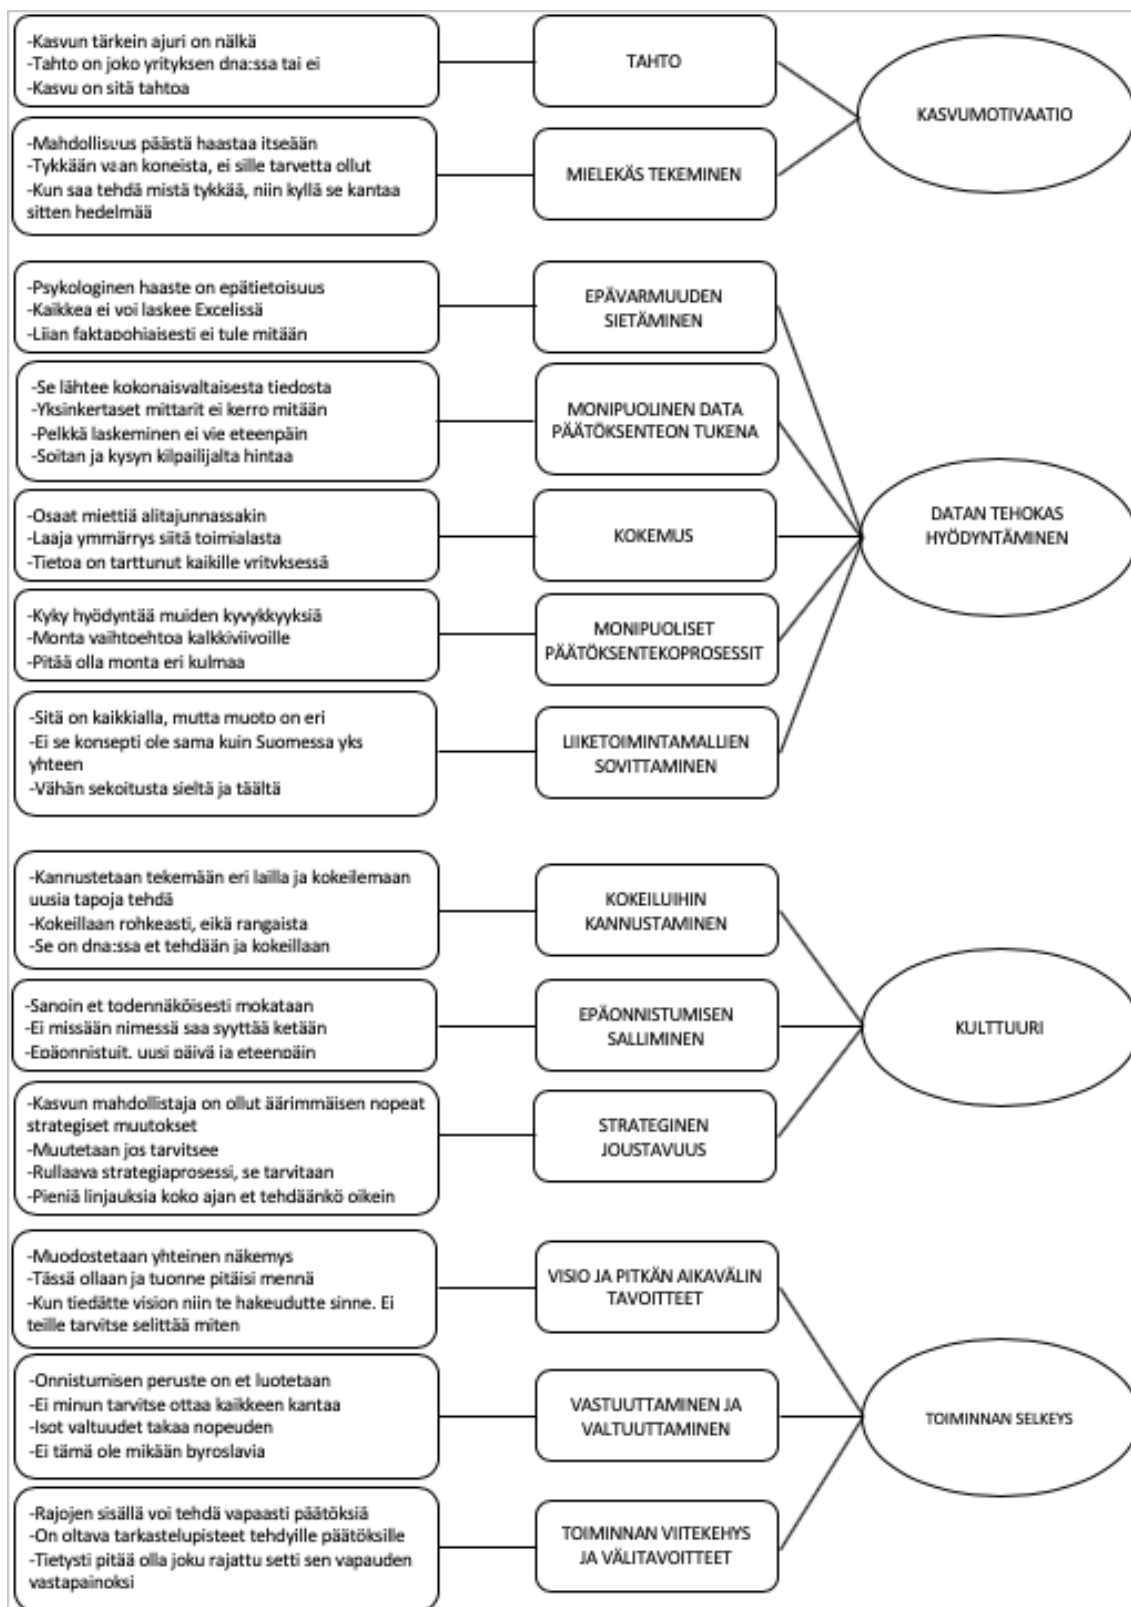 -Kasvun tärkein ajuri on nälkä
-Tahto on joko yrityksen dna:ssa tai ei
-Kasvu on sitä tahtoa
TAHTO
KASVUMOTIVAATIO
-Mahdollisuus päästä haastaa itseään
-Tykkään vaan koneista, ei sille tarvetta ollut
-Kun saa tehdä mistä tykkää, niin kyllä se kantaa
sitten hedelmää
MIELEKÄS TEKEMINEN
-Psykologinen haaste on epätietoisuus
-Kaikkea ei voi laskee Excelissä
-Liian faktapohjaisesti ei tule mitään
EPÄVARMUUDEN
SIETÄMINEN
-Se lähtee kokonaisvaltaisesta tiedosta
-Yksinkertaset mittarit ei kerro mitään
-Pelkkä laskeminen ei vie eteenpäin
-Soitan ja kysyn kilpailijalta hintaa
MONIPUOLINEN DATA
PÄÄTÖKSENTEON TUKENA
-Osaat miettiä alitajunnassakin
-Laaja ymmärrys siitä toimialasta
-Tietoa on tarttunut kaikille yrityksessä
KOKEMUS
DATAN TEHOKAS
HYÖDYNTÄMINEN
-Kyky hyödyntää muiden kyvykkyyksiä
-Monta vaihtoehtoa kalkkiviivoille
-Pitää olla monta eri kulmaa
MONIPUOLISET
PÄÄTÖKSENTEKOPROSESSIT
-Sitä on kaikkialla, mutta muoto on eri
-Ei se konsepti ole sama kuin Suomessa yks
yhteen
-Vähän sekoitusta sieltä ja täältä
LIIKETOIMINTAMALLIEN
SOVITTAMINEN
-Kannustetaan tekemään eri lailla ja kokeilemaan
uusia tapoja tehdä
-Kokeillaan rohkeasti, eikä rangaista
-Se on dna:ssa et tehdään ja kokeillaan
KOKEILUIHIN
KANNUSTAMINEN
-Sanoin et todennäköisesti mokataan
-Ei missään nimessä saa syyttää ketään
-Epäonnistuit, uusi päivä ja eteenpäin
EPÄONNISTUMISEN
SALLIMINEN
KULTTUURI
-Kasvun mahdollistaja on ollut äärimmäisen nopeat
strategiset muutokset
-Muutetaan jos tarvitsee
-Rullaava strategiaprosessi, se tarvitaan
-Pieniä linjauksia koko ajan et tehdäänkö oikein
STRATEGINEN
JOUSTAVUUS
-Muodostetaan yhteinen näkemys
-Tässä ollaan ja tuonne pitäisi mennä
-Kun tiedätte vision niin te hakeudutte sinne. Ei
teille tarvitse selittää miten
VISIO JA PITKÄN AIKAVÄLIN
TAVOITTEET
-Onnistumisen peruste on et luotetaan
-Ei minun tarvitse ottaa kaikkeen kantaa
-Isot valtuudet takaa nopeuden
-Ei tämä ole mikään byroslavia
VASTUUTTAMINEN JA
VALTUUTTAMINEN
TOIMINNAN SELKEYS
-Rajojen sisällä voi tehdä vapaasti päätöksiä
-On oltava tarkastelupisteet tehdyille päätöksille
-Tietysti pitää olla joku rajattu setti sen vapauden
vastapainoksi
TOIMINNAN VIITEKEHYS
JA VÄLITAVOITTEET